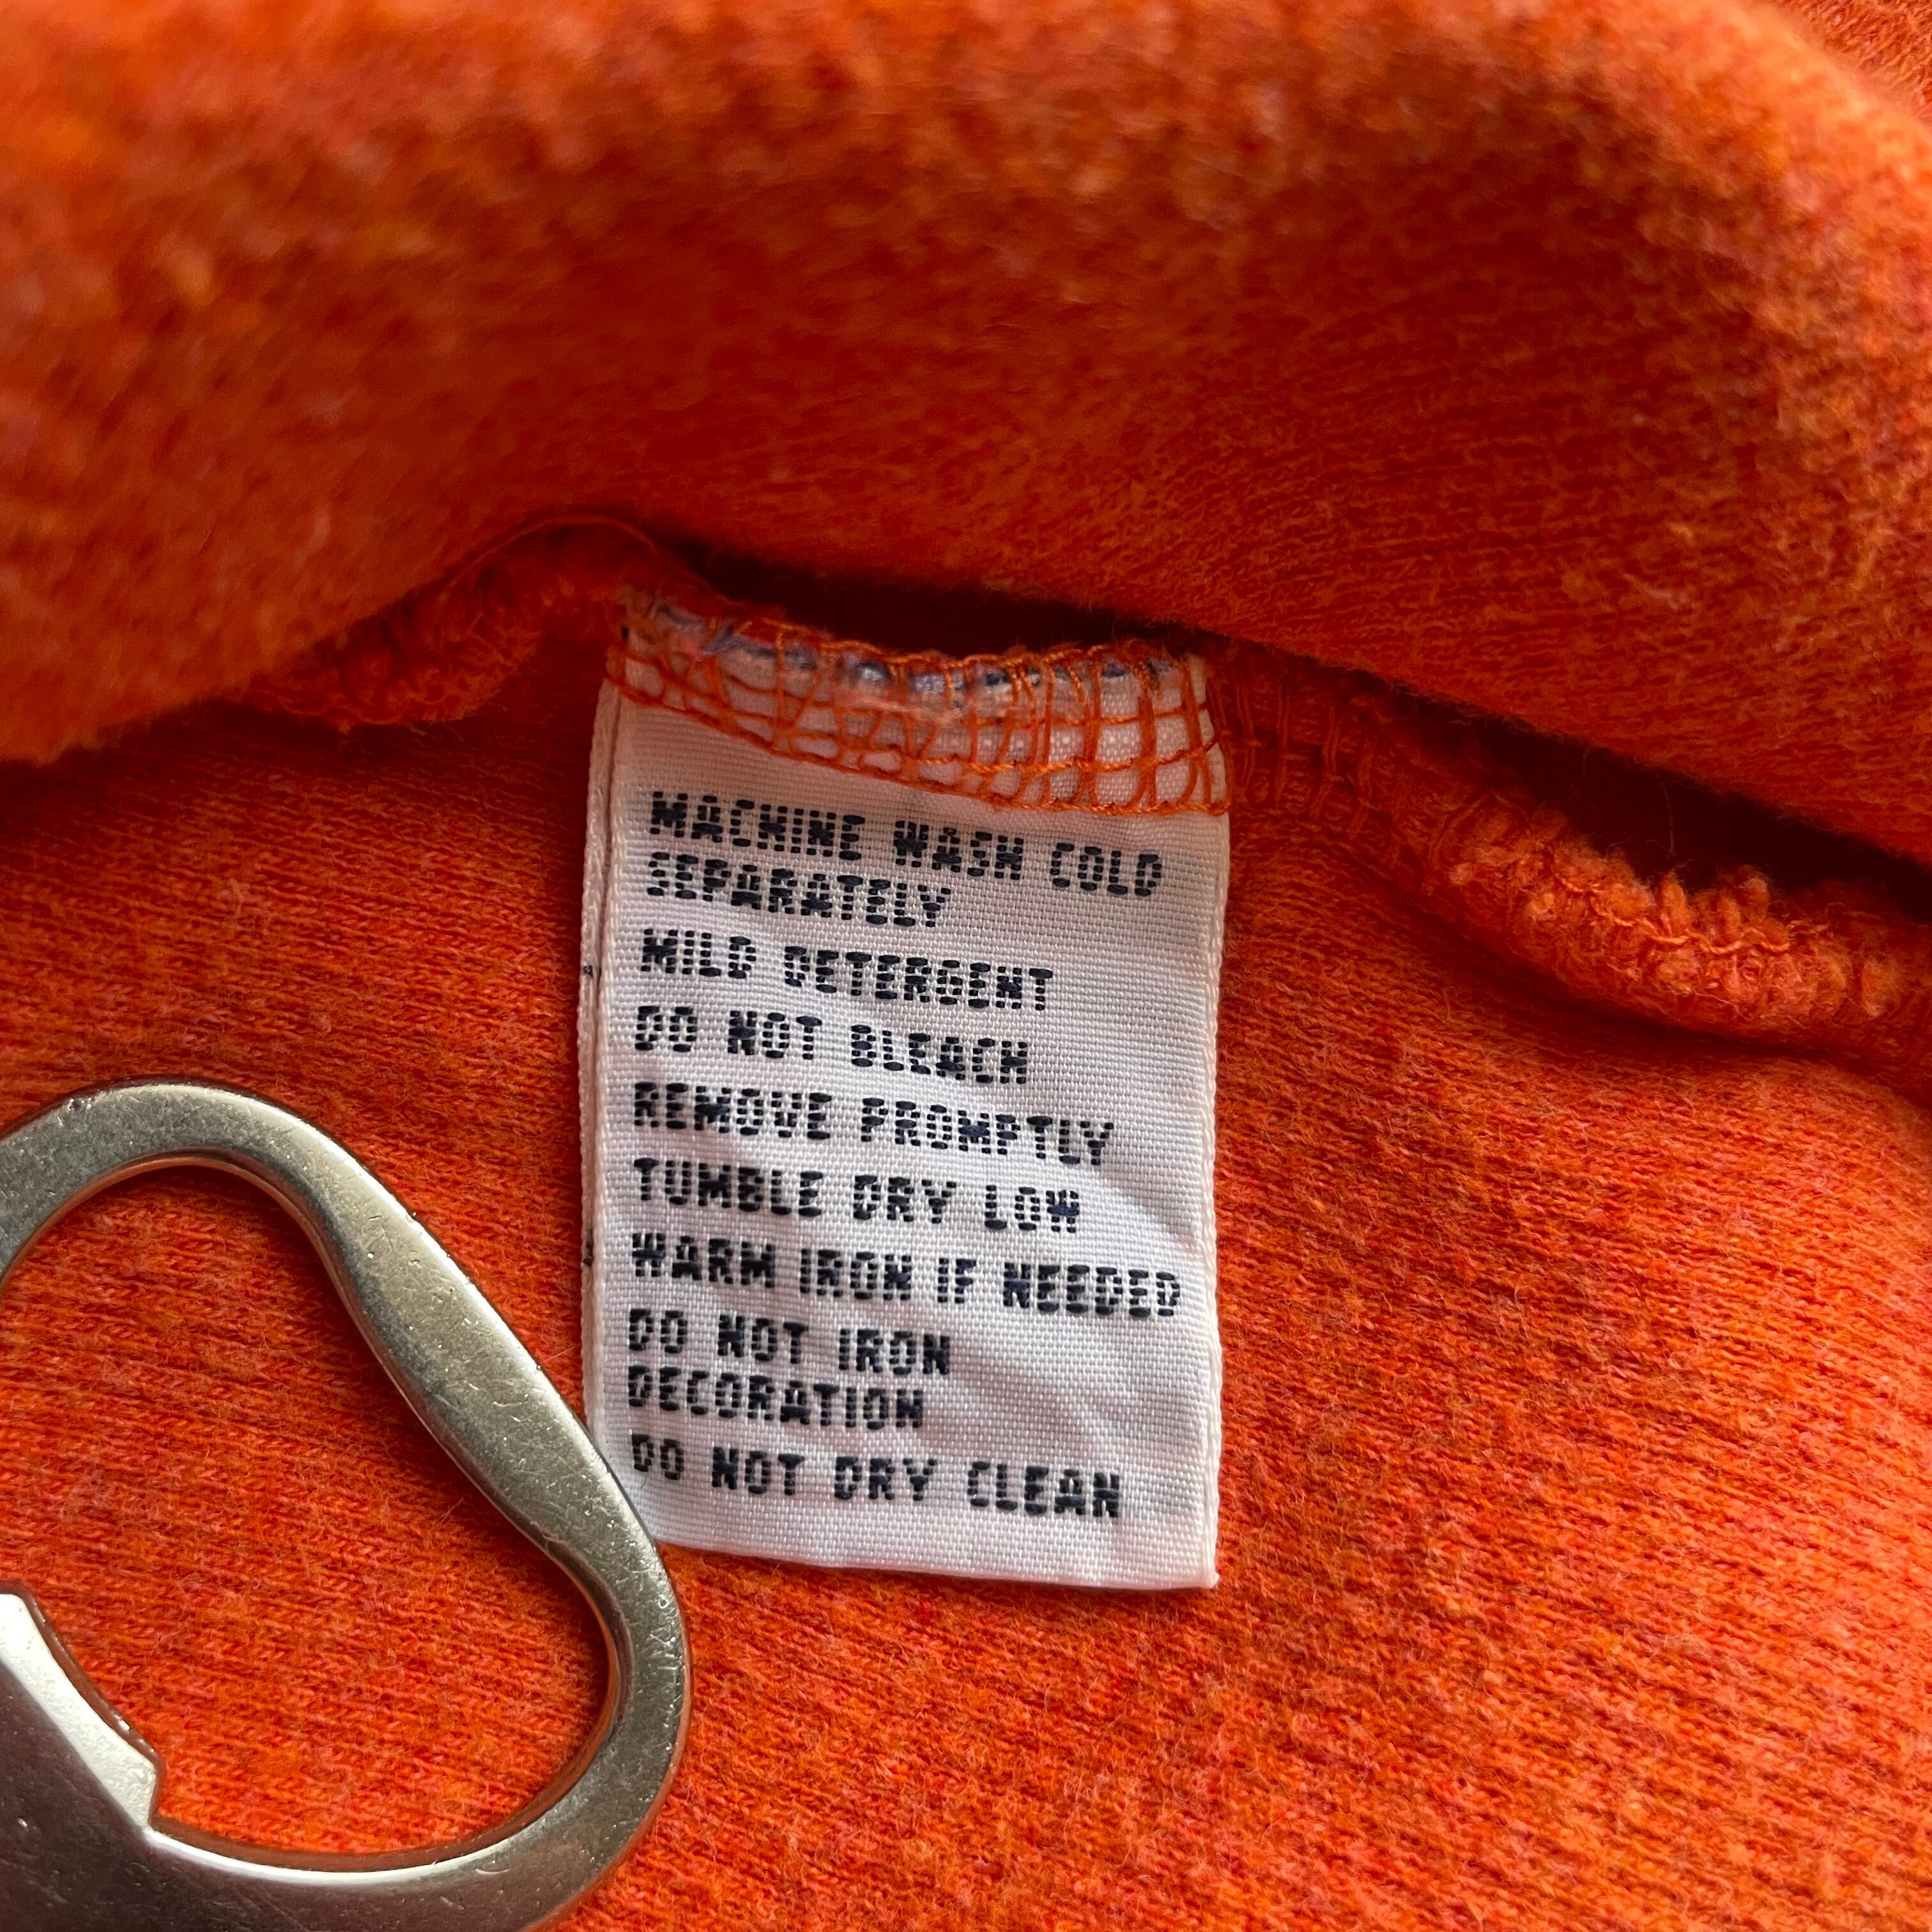 MACHINE WASH COLD
SEPARATELY
MILD DETERGENT
DO NOT BLEACH
REMOVE PROMPTLY
TUMBLE DRY LOW
WARM IRON IF NEEDED
DO NOT IRON
DECORATION
DO NOT DRY CLEAN